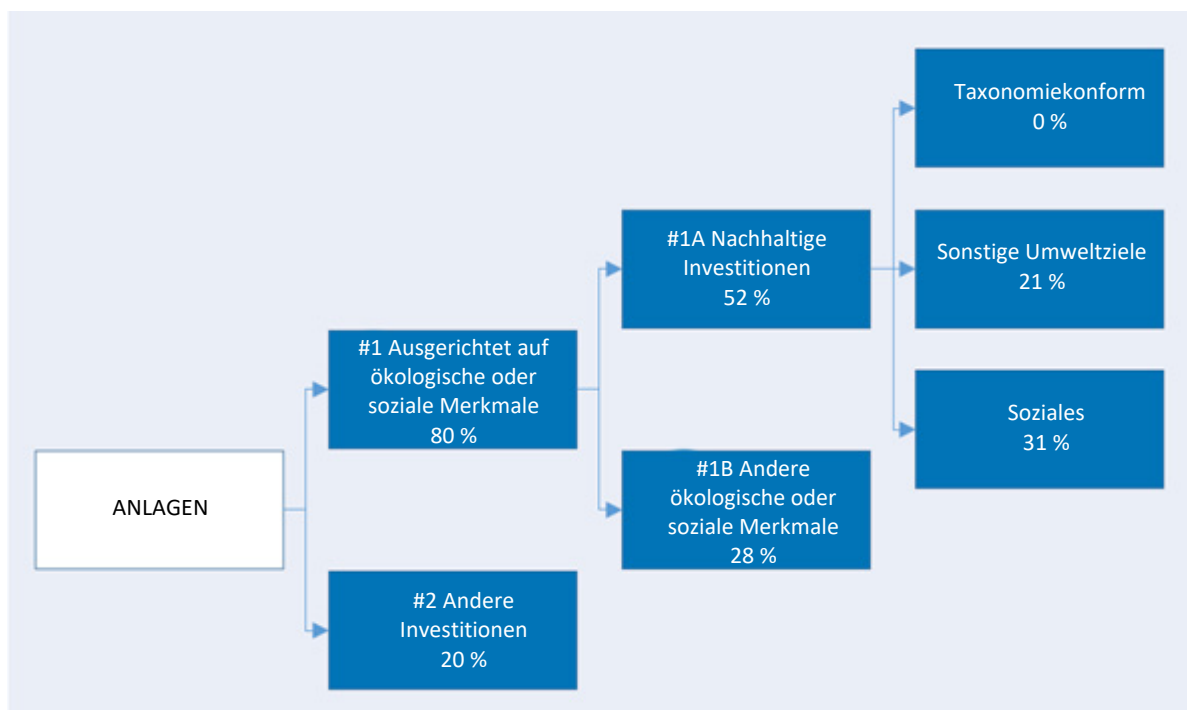 ANLAGEN
#1 Ausgerichtet auf
ökologische oder
soziale Merkmale
80 %
#2 Andere
Investitionen
20 %
#1A Nachhaltige
Investitionen
52 %
#1B Andere
ökologische oder
soziale Merkmale
28 %
Taxonomiekonform
0 %
Sonstige Umweltziele
21 %
Soziales
31 %